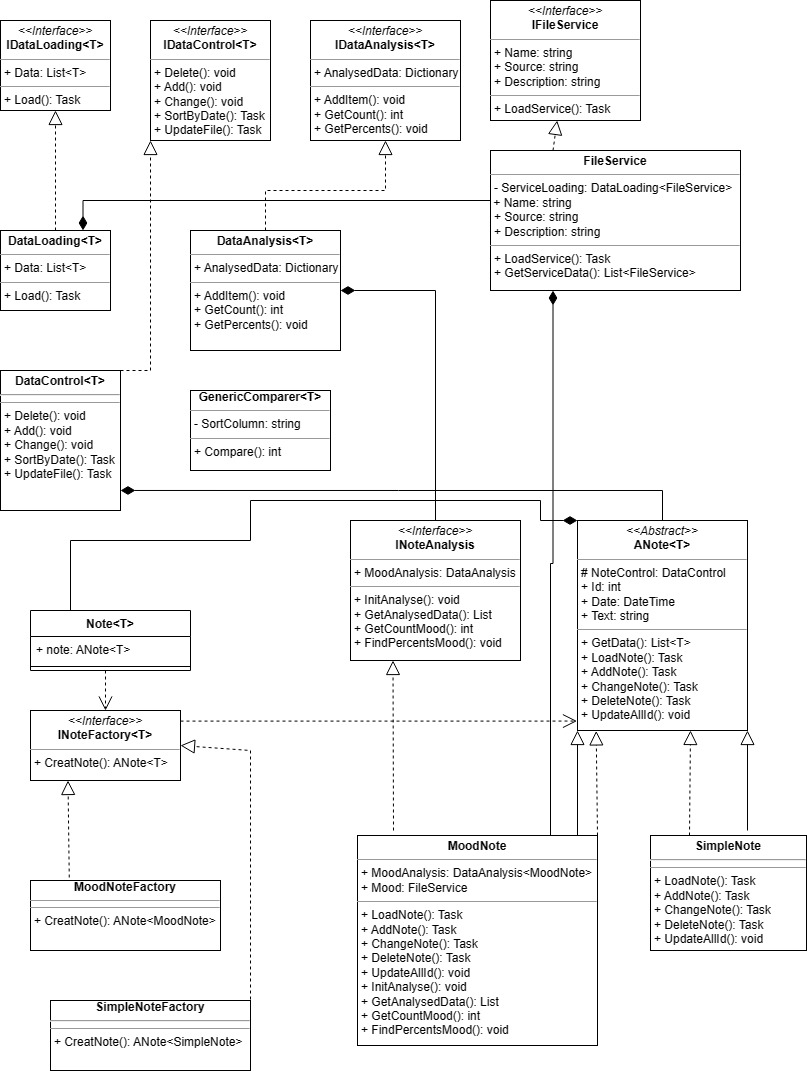 <<Interface>>
IDataLoading<T>
+ Data: List<T>
+ Load(): Task
<<Interface>>
IDataControl<T>
+ Delete(): void
+ Add(): void
+ Change(): void
+ SortByDate(): Task
+ UpdateFile(): Task
<<Interface>>
IDataAnalysis<T>
+ AnalysedData: Dictionary
+ AddItem(): void
+ GetCount(): int
+ GetPercents(): void
<<Interface>>
IFileService
+ Name: string
+ Source: string
+ Description: string
+ LoadService(): Task
FileService
- ServiceLoading: DataLoading<FileService>
+ Name: string
+ Source: string
+ Description: string
+ LoadService(): Task
+ GetServiceData(): List<FileService>
DataLoading<T>
+ Data: List<T>
+ Load(): Task
DataAnalysis<T>
+ AnalysedData: Dictionary
+ AddItem(): void
+ GetCount(): int
+ GetPercents(): void
DataControl<T>
+ Delete(): void
+ Add(): void
+ Change(): void
+ SortByDate(): Task
+ UpdateFile(): Task
GenericComparer<T>
- SortColumn: string
+ Compare(): int
<<Interface>>
INoteAnalysis
+ MoodAnalysis: DataAnalysis
+ InitAnalyse(): void
+ GetAnalysedData(): List
+ GetCountMood(): int
+ FindPercentsMood(): void
<<Abstract>>
ANote<T>
# NoteControl: DataControl
+ Id: int
+ Date: DateTime
+ Text: string
+ GetData(): List<T>
+ LoadNote(): Task
+ AddNote(): Task
+ ChangeNote(): Task
+ DeleteNote(): Task
+ UpdateAllId(): void
Note<T>
+ note: ANote<T>
<<Interface>>
INoteFactory<T>
+ CreatNote(): ANote<T>
MoodNoteFactory
+ CreatNote(): ANote<MoodNote>
SimpleNoteFactory
+ CreatNote(): ANote<SimpleNote>
MoodNote
+ MoodAnalysis: DataAnalysis<MoodNote>
+ Mood: FileService
+ LoadNote(): Task
+ AddNote(): Task
+ ChangeNote(): Task
+ DeleteNote(): Task
+ UpdateAllId(): void
+ InitAnalyse(): void
+ GetAnalysedData(): List
+ GetCountMood(): int
+ FindPercentsMood(): void
SimpleNote
+ LoadNote(): Task
+ AddNote(): Task
+ ChangeNote(): Task
+ DeleteNote(): Task
+ UpdateAllId(): void